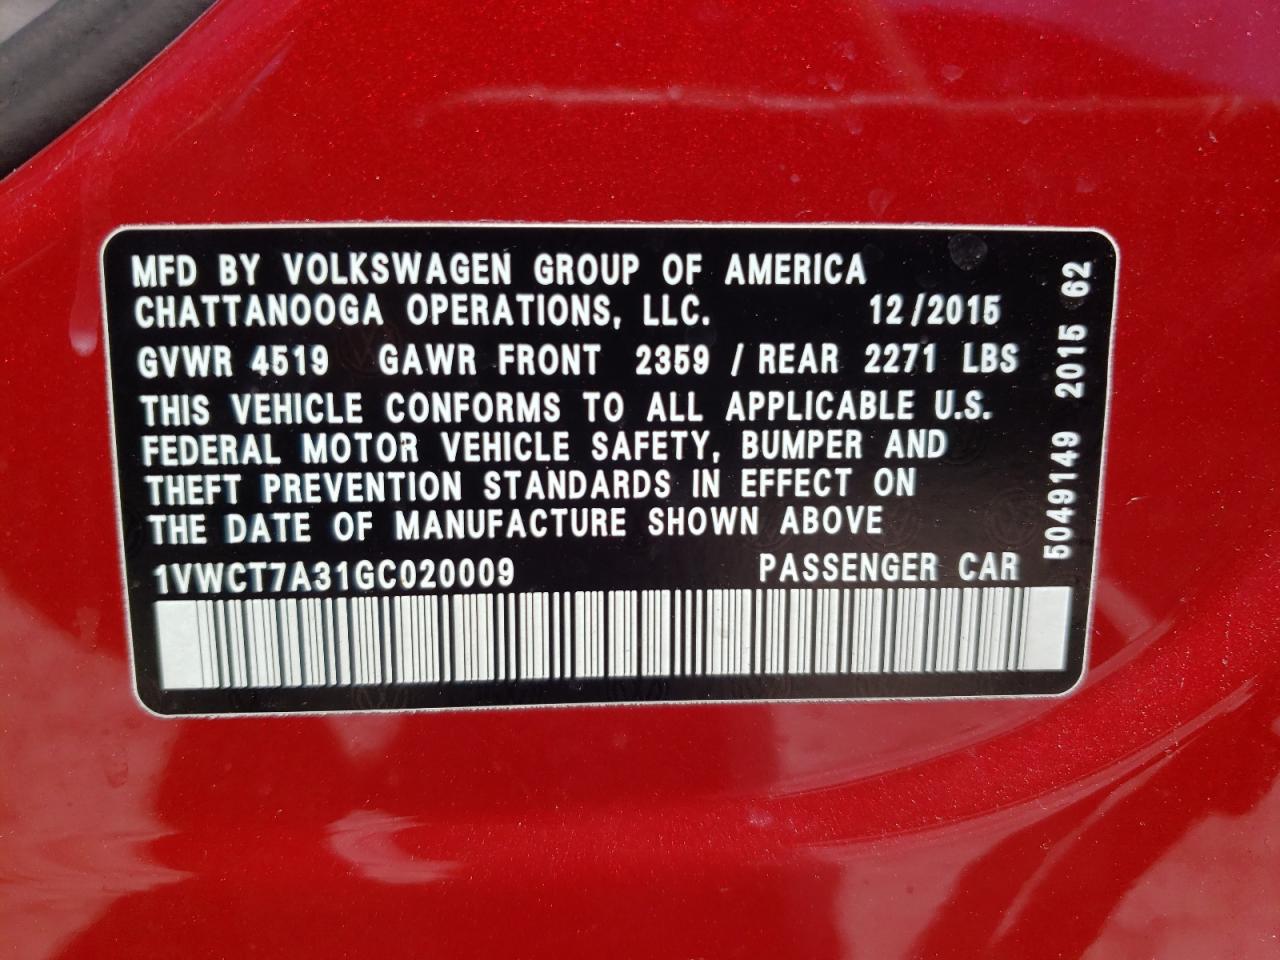 MFD BY VOLKSWAGEN GROUP OF AMERICA
CHATTANOOGA OPERATIONS, LLC. 12/2015
GVWR 4519 GAWR FRONT 2359 / REAR 2271 LBS
THIS VEHICLE CONFORMS TO ALL APPLICABLE U.S.
FEDERAL MOTOR VEHICLE SAFETY, BUMPER AND
THEFT PREVENTION STANDARDS IN EFFECT ON
THE DATE OF MANUFACTURE SHOWN ABOVE
1VWCT7A31GC020009 PASSENGER CAR
5049149 2015 62